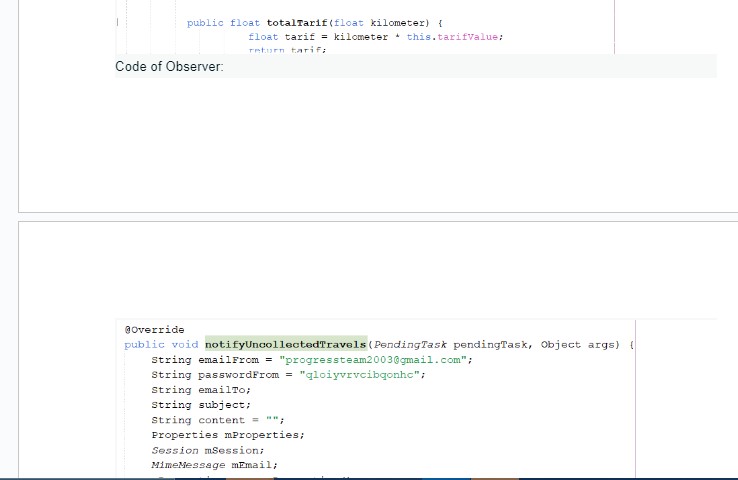 public float totalTarif(float kilometer) {
float tarif = kilometer * this.tarifValue;
return tarif;
Code of Observer:
@Override
public void notifyUncollectedTravels(PendingTask pendingTask, Object args) {
String emailFrom = "progressteam2003@gmail.com";
String passwordFrom = "qloiyvrvcibqonhc";
String emailTo;
String subject;
String content = "";
Properties mProperties;
Session mSession;
MimeMessage mEmail;